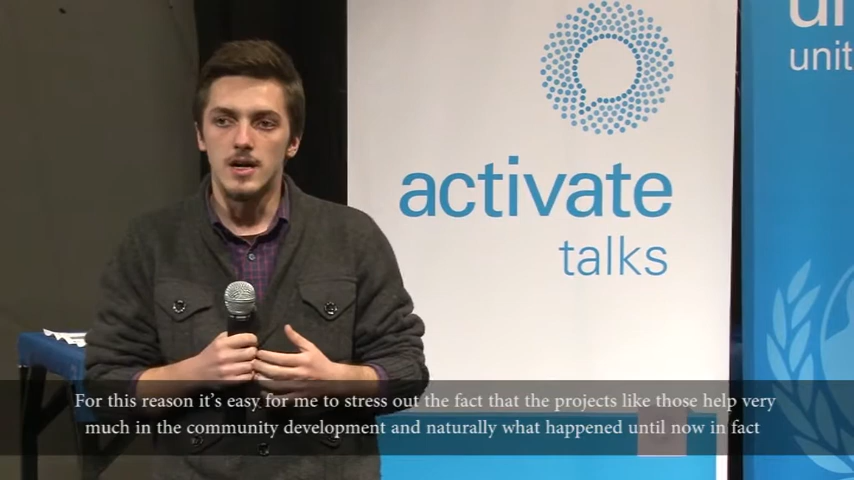 activate
talks
unit
For this reason it's easy for me to stress out the fact that the projects like those help very
much in the community development and naturally what happened until now in fact